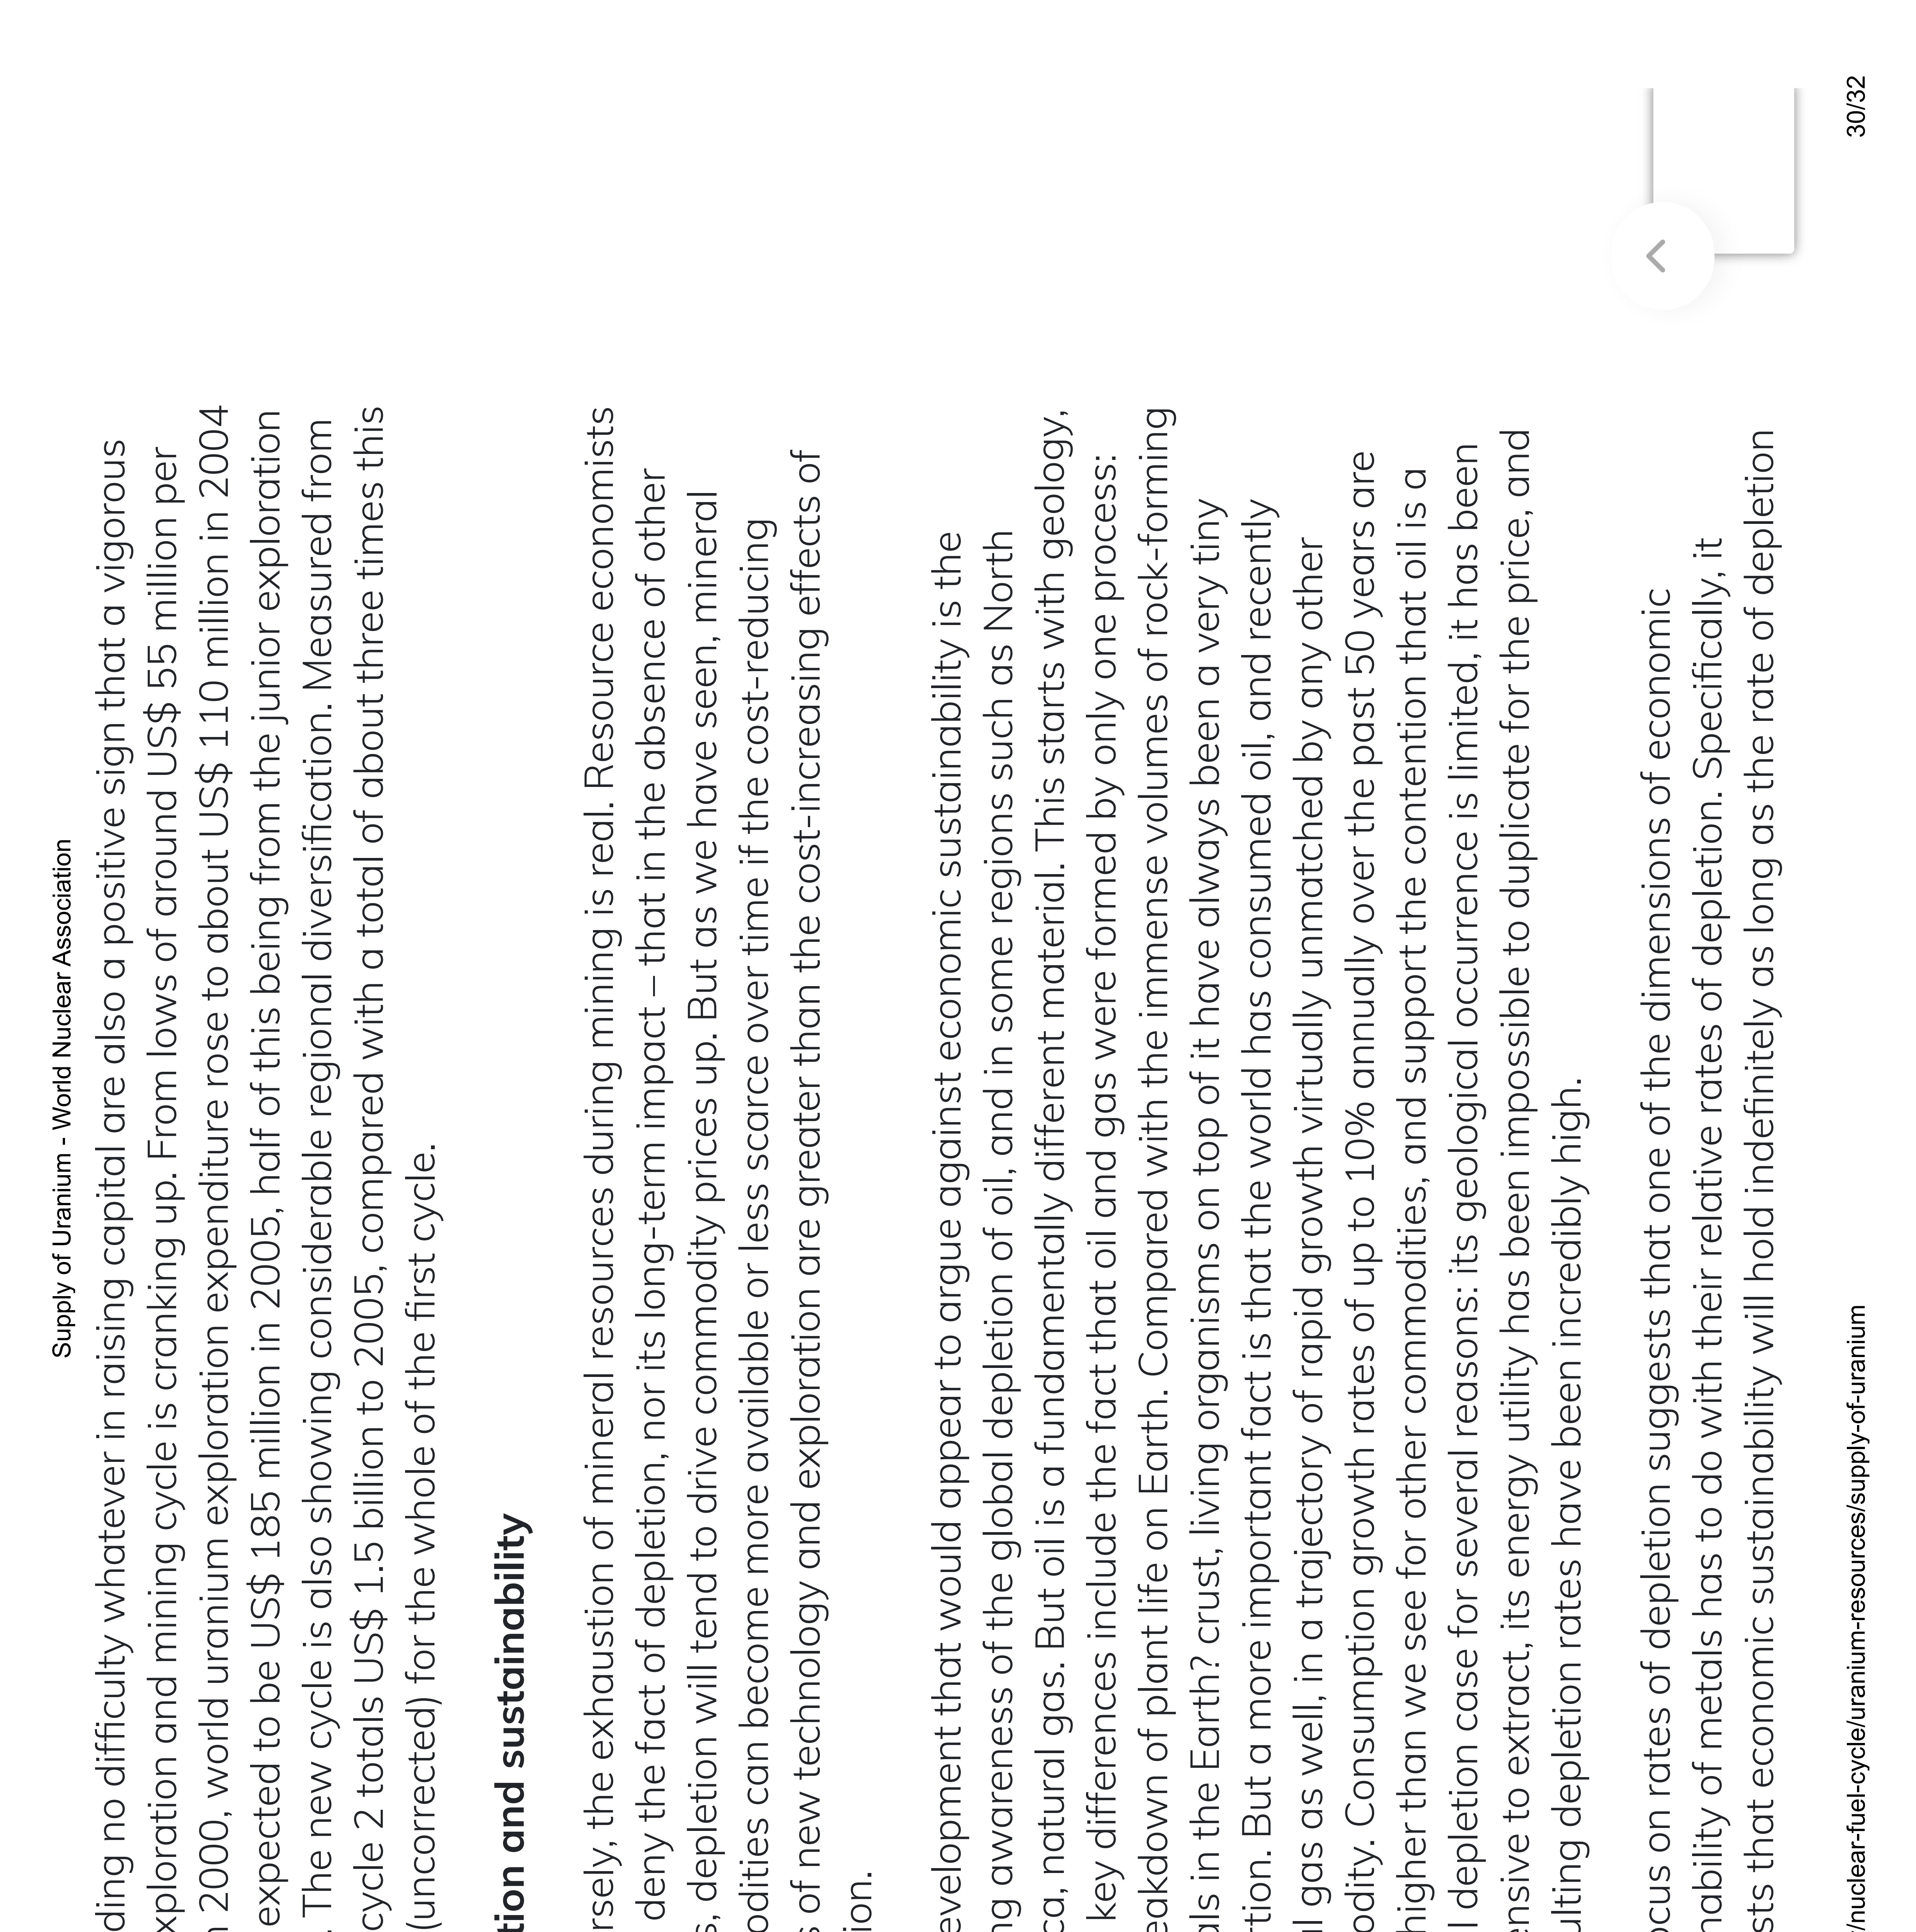 Supply of Uranium - World Nuclear Association
ding no difficulty whatever in raising capital are also a positive sign that a vigorous
xploration and mining cycle is cranking up. From lows of around US$ 55 million per
n 2000, world uranium exploration expenditure rose to about US$ 110 million in 2004
expected to be US$ 185 million in 2005, half of this being from the junior exploration
. The new cycle is also showing considerable regional diversification. Measured from
cycle 2 totals US$ 1.5 billion to 2005, compared with a total of about three times this
(uncorrected) for the whole of the first cycle.
tion and sustainability
rsely, the exhaustion of mineral resources during mining is real. Resource economists
deny the fact of depletion, nor its long-term impact – that in the absence of other
s, depletion will tend to drive commodity prices up. But as we have seen, mineral
odities can become more available or less scarce over time if the cost-reducing
s of new technology and exploration are greater than the cost-increasing effects of
ion.
evelopment that would appear to argue against economic sustainability is the
ng awareness of the global depletion of oil, and in some regions such as North
ca, natural gas. But oil is a fundamentally different material. This starts with geology,
key differences include the fact that oil and gas were formed by only one process:
eakdown of plant life on Earth. Compared with the immense volumes of rock-forming
als in the Earth? crust, living organisms on top of it have always been a very tiny
rtion. But a more important fact is that the world has consumed oil, and recently
l gas as well, in a trajectory of rapid growth virtually unmatched by any other
odity. Consumption growth rates of up to 10% annually over the past 50 years are
higher than we see for other commodities, and support the contention that oil is a
l depletion case for several reasons: its geological occurrence is limited, it has been
ensive to extract, its energy utility has been impossible to duplicate for the price, and
ulting depletion rates have been incredibly high.
ocus on rates of depletion suggests that one of the dimensions of economic
nability of metals has to do with their relative rates of depletion. Specifically, it
sts that economic sustainability will hold indefinitely as long as the rate of depletion
/nuclear-fuel-cycle/uranium-resources/supply-of-uranium
30/32